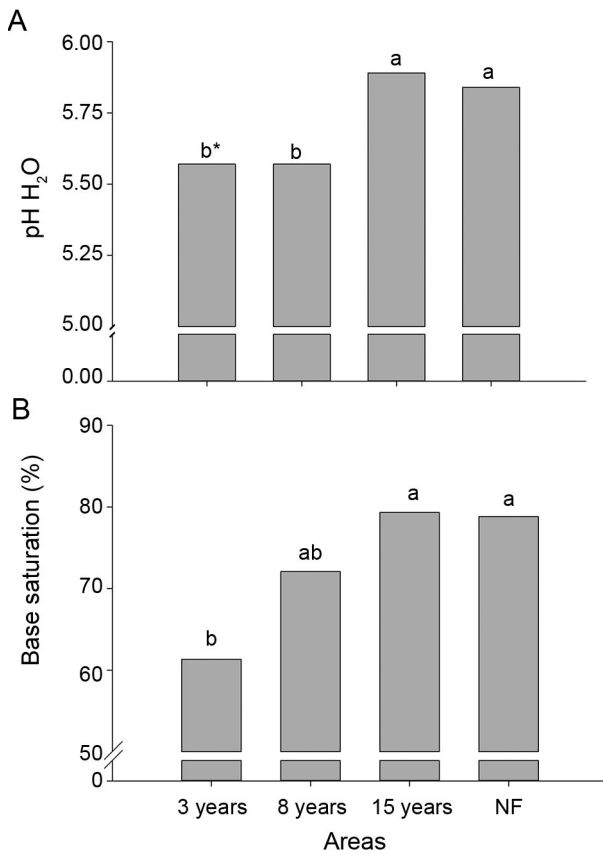 A
6.00
5.75
5.50
5.25
5.00
0.00
pH H₂O
b*
b
a
a
B
90
80
70
60
50
0
Base saturation (%)
b
ab
a
a
3 years 8 years 15 years NF
Areas